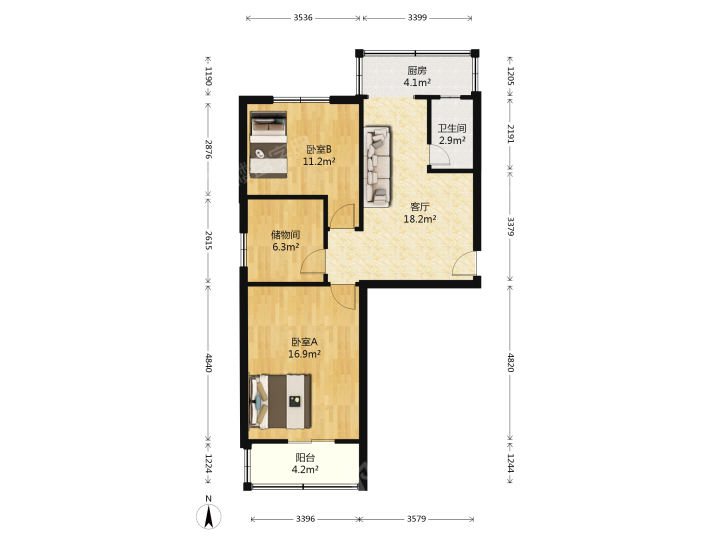 3536
3399
1190
1205
厨房
4.1m²
2876
2191
卧室B
11.2m²
卫生间
2.9m²
客厅
18.2m²
2615
3379
储物间
6.3m²
4840
4820
卧室A
16.9m²
1224
1244
阳台
4.2m²
N
3396
3579